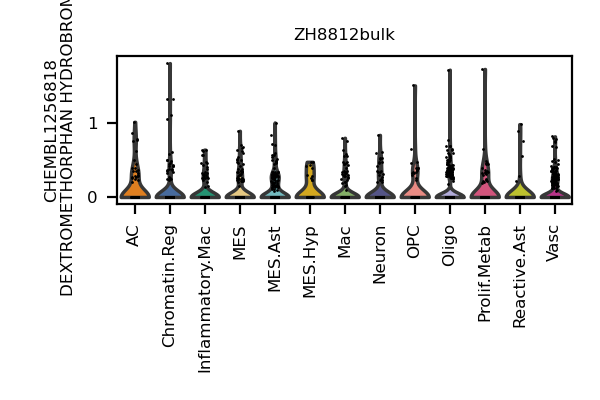 ZH8812bulk
CHEMBL1256818
DEXTROMETHORPHAN
1
0
AC
Chromatin.Reg
Inflammatory.Mac
MES
MES.Ast
MES.Hyp
Mac
Neuron
OPC
Oligo
Prolif.Metab
Reactive.Ast
Vasc